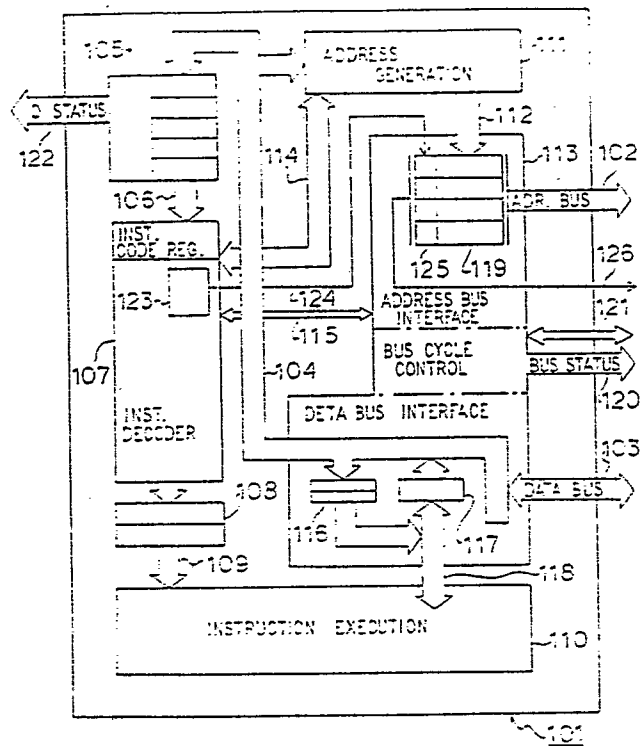 105
ADDRESS
GENERATION
111
Q STATUS
122
112
113
114
102
106
ADR. BUS
INST.
CODE REG.
125
119
126
123
124
ADDRESS BUS
INTERFACE
121
115
BUS CYCLE
CONTROL
BUS STATUS
107
104
120
INST.
DECODER
DETA BUS INTERFACE
103
DATA BUS
108
116
117
109
118
INSTRUCTION EXECUTION
110
101